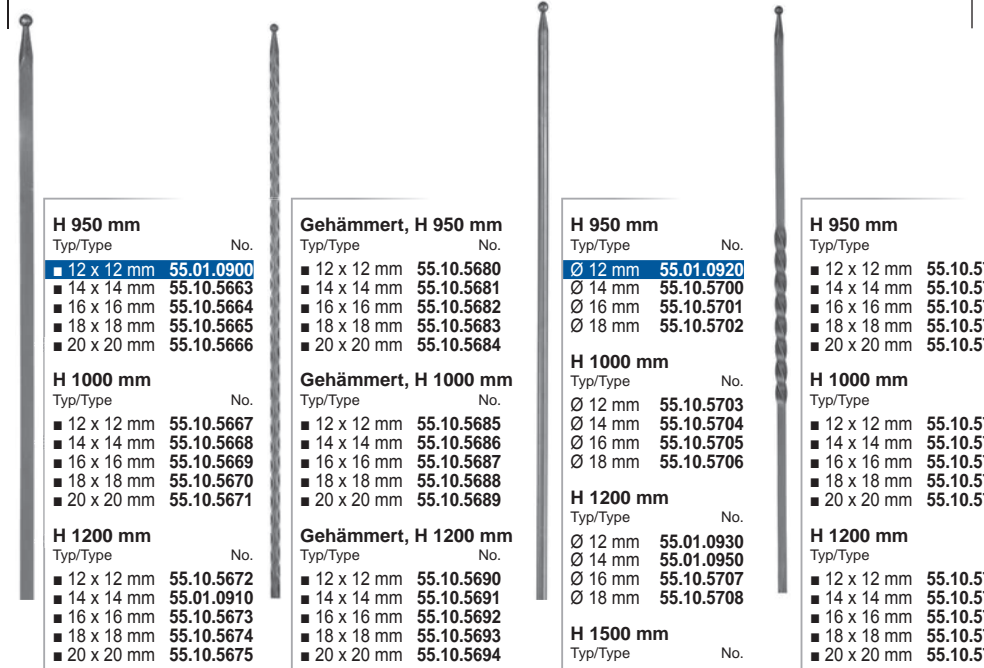 H 950 mm
Typ/Type No.
■ 12 x 12 mm 55.01.0900
■ 14 x 14 mm 55.10.5663
■ 16 x 16 mm 55.10.5664
■ 18 x 18 mm 55.10.5665
■ 20 x 20 mm 55.10.5666
H 1000 mm
Typ/Type No.
■ 12 x 12 mm 55.10.5667
■ 14 x 14 mm 55.10.5668
■ 16 x 16 mm 55.10.5669
■ 18 x 18 mm 55.10.5670
■ 20 x 20 mm 55.10.5671
H 1200 mm
Typ/Type No.
■ 12 x 12 mm 55.10.5672
■ 14 x 14 mm 55.01.0910
■ 16 x 16 mm 55.10.5673
■ 18 x 18 mm 55.10.5674
■ 20 x 20 mm 55.10.5675
Gehämmert, H 950 mm
Typ/Type No.
■ 12 x 12 mm 55.10.5680
■ 14 x 14 mm 55.10.5681
■ 16 x 16 mm 55.10.5682
■ 18 x 18 mm 55.10.5683
■ 20 x 20 mm 55.10.5684
Gehämmert, H 1000 mm
Typ/Type No.
■ 12 x 12 mm 55.10.5685
■ 14 x 14 mm 55.10.5686
■ 16 x 16 mm 55.10.5687
■ 18 x 18 mm 55.10.5688
■ 20 x 20 mm 55.10.5689
Gehämmert, H 1200 mm
Typ/Type No.
■ 12 x 12 mm 55.10.5690
■ 14 x 14 mm 55.10.5691
■ 16 x 16 mm 55.10.5692
■ 18 x 18 mm 55.10.5693
■ 20 x 20 mm 55.10.5694
H 950 mm
Typ/Type No.
Ø 12 mm 55.01.0920
Ø 14 mm 55.10.5700
Ø 16 mm 55.10.5701
Ø 18 mm 55.10.5702
H 1000 mm
Typ/Type No.
Ø 12 mm 55.10.5703
Ø 14 mm 55.10.5704
Ø 16 mm 55.10.5705
Ø 18 mm 55.10.5706
H 1200 mm
Typ/Type No.
Ø 12 mm 55.01.0930
Ø 14 mm 55.01.0950
Ø 16 mm 55.10.5707
Ø 18 mm 55.10.5708
H 1500 mm
Typ/Type No.
H 950 mm
Typ/Type
■ 12 x 12 mm
■ 14 x 14 mm
■ 16 x 16 mm
■ 18 x 18 mm
■ 20 x 20 mm
H 1000 mm
Typ/Type
■ 12 x 12 mm
■ 14 x 14 mm
■ 16 x 16 mm
■ 18 x 18 mm
■ 20 x 20 mm
H 1200 mm
Typ/Type
■ 12 x 12 mm
■ 14 x 14 mm
■ 16 x 16 mm
■ 18 x 18 mm
■ 20 x 20 mm